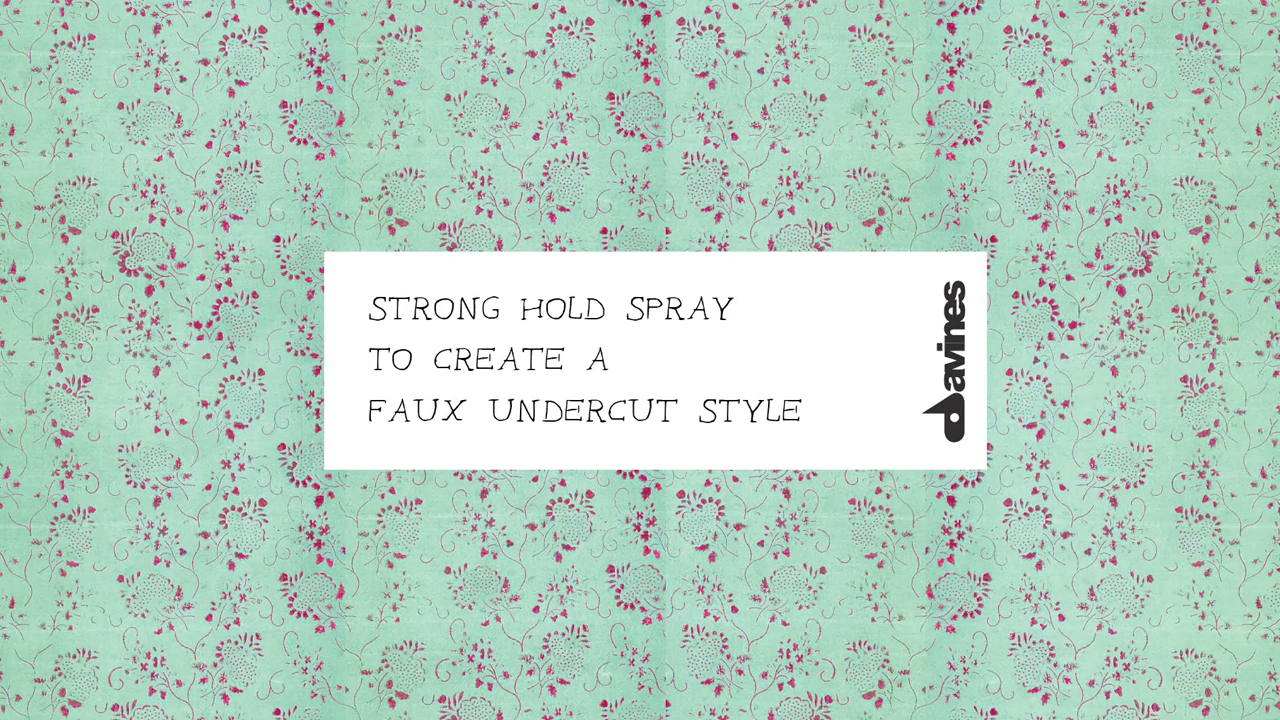 STRONG HOLD SPRAY
TO CREATE A
FAUX UNDERCUT STYLE
davines